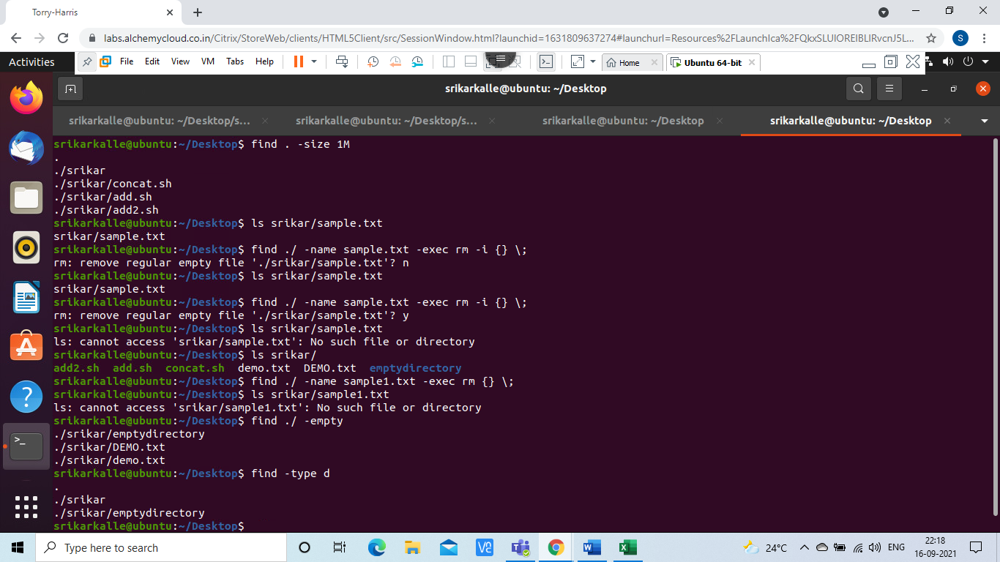 Torry-Harris
labs.alchemycloud.co.in/Citrix/StoreWeb/clients/HTML5Client/src/SessionWindow.html?launchid=1631809637274#launchurl=Resources%2FLaunchIca%2F
S
Activities
File Edit View VM Tabs Help
Home
Ubuntu 64-bit
srikarkalle@ubuntu: ~/Desktop
srikarkalle@ubuntu: ~/Desktop/s...
srikarkalle@ubuntu: ~/Desktop/s...
srikarkalle@ubuntu: ~/Desktop
srikarkalle@ubuntu: ~/Desktop
srikarkalle@ubuntu:~/Desktop$ find . -size 1M
.
./srikar
./srikar/concat.sh
./srikar/add.sh
./srikar/add2.sh
srikarkalle@ubuntu:~/Desktop$ ls srikar/sample.txt
srikar/sample.txt
srikarkalle@ubuntu:~/Desktop$ find ./ -name sample.txt -exec rm -i {} \;
rm: remove regular empty file './srikar/sample.txt'? n
srikarkalle@ubuntu:~/Desktop$ ls srikar/sample.txt
srikar/sample.txt
srikarkalle@ubuntu:~/Desktop$ find ./ -name sample.txt -exec rm -i {} \;
rm: remove regular empty file './srikar/sample.txt'? y
srikarkalle@ubuntu:~/Desktop$ ls srikar/sample.txt
ls: cannot access 'srikar/sample.txt': No such file or directory
srikarkalle@ubuntu:~/Desktop$ ls srikar/
add2.sh add.sh concat.sh demo.txt DEMO.txt emptydirectory
srikarkalle@ubuntu:~/Desktop$ find ./ -name sample1.txt -exec rm {} \;
srikarkalle@ubuntu:~/Desktop$ ls srikar/sample1.txt
ls: cannot access 'srikar/sample1.txt': No such file or directory
srikarkalle@ubuntu:~/Desktop$ find ./ -empty
./srikar/emptydirectory
./srikar/DEMO.txt
./srikar/demo.txt
srikarkalle@ubuntu:~/Desktop$ find -type d
.
./srikar
./srikar/emptydirectory
srikarkalle@ubuntu:~/Desktop$
Type here to search
24°C
ENG
22:18
16-09-2021